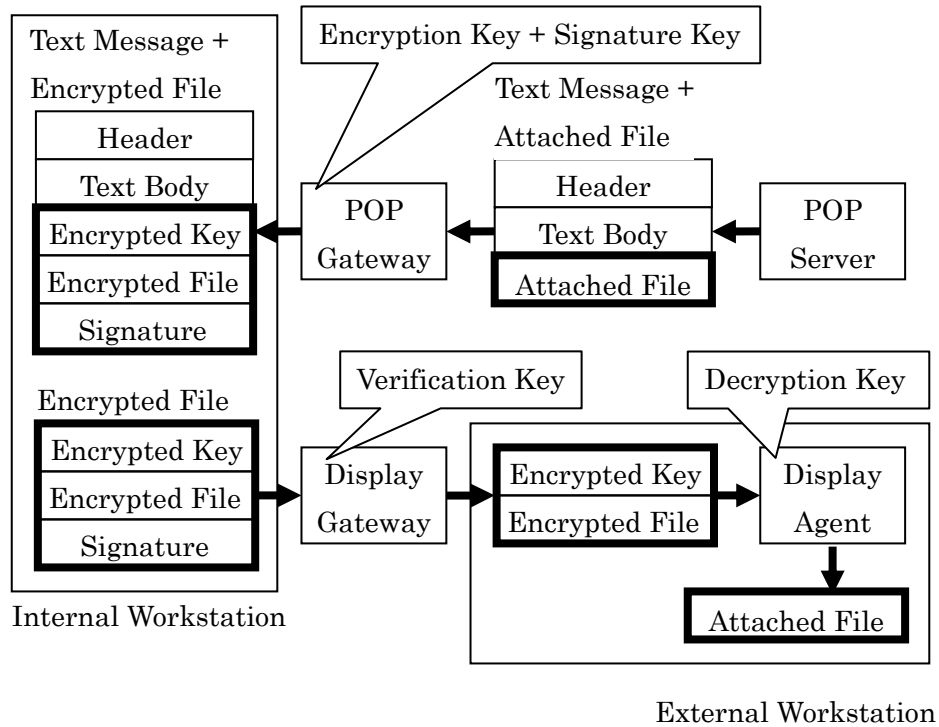 Text Message +
Encrypted File
Header
Text Body
Encrypted Key
Encrypted File
Signature
Encryption Key + Signature Key
POP
Gateway
Text Message +
Attached File
Header
Text Body
Attached File
POP
Server
Encrypted File
Encrypted Key
Encrypted File
Signature
Internal Workstation
Verification Key
Display
Gateway
Encrypted Key
Encrypted File
Decryption Key
Display
Agent
Attached File
External Workstation